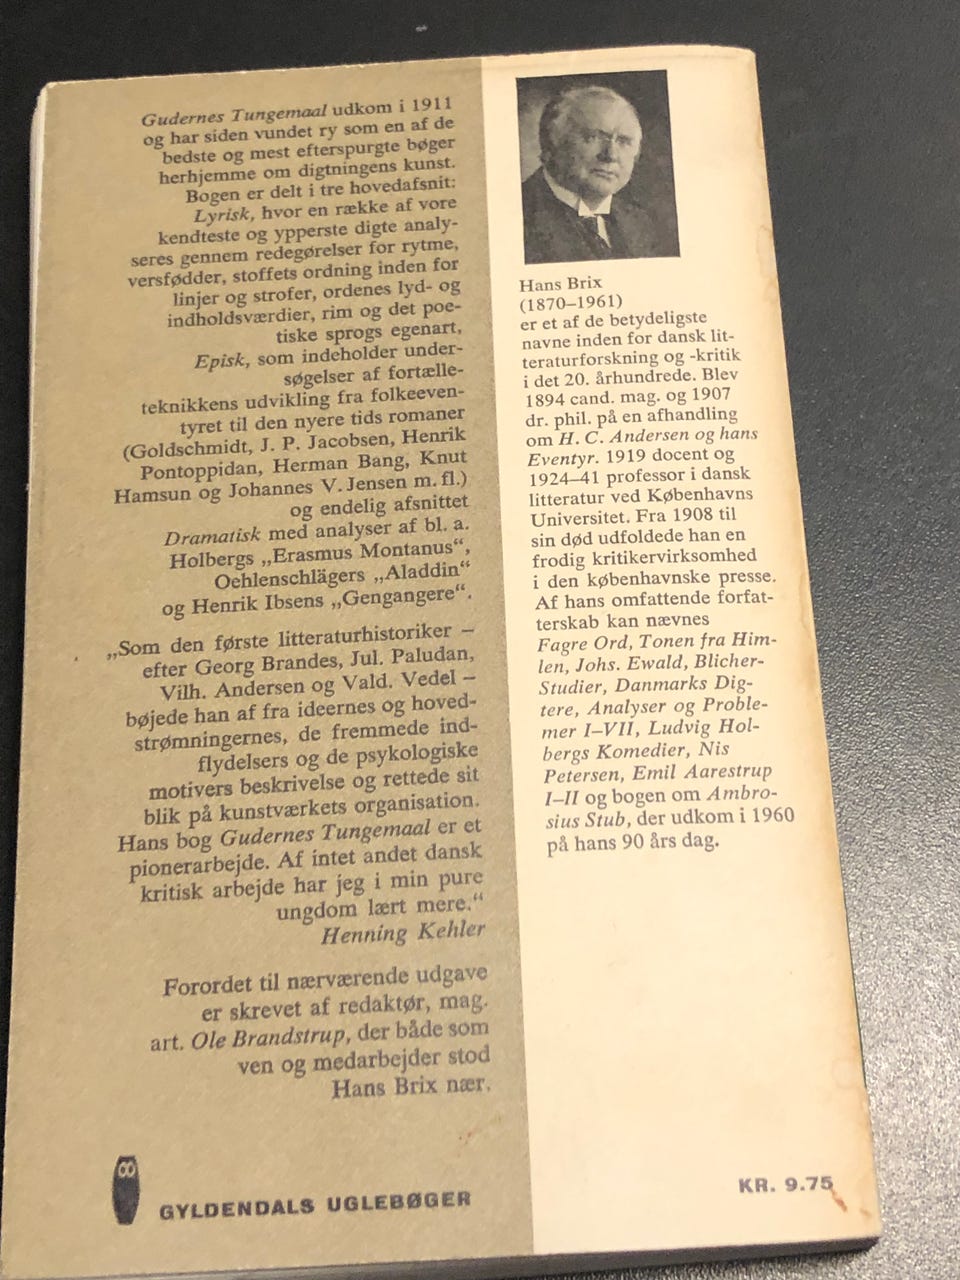 Gudernes Tungemaal udkom i 1911
og har siden vundet ry som en af de
bedste og mest efterspurgte bøger
herhjemme om digtningens kunst.
Bogen er delt i tre hovedafsnit:
Lyrisk, hvor en række af vore
kendteste og ypperste digte analy-
seres gennem redegørelser for rytme,
versfødder, stoffets ordning inden for
linjer og strofer, ordenes lyd- og
indholdsværdier, rim og det poe-
tiske sprogs egenart,
Episk, som indeholder under-
søgelser af fortælle-
teknikkens udvikling fra folkeeven-
tyret til den nyere tids romaner
(Goldschmidt, J. P. Jacobsen, Henrik
Pontoppidan, Herman Bang, Knut
Hamsun og Johannes V. Jensen m. fl.)
og endelig afsnittet
Dramatisk med analyser af bl. a.
Holbergs „Erasmus Montanus“,
Oehlenschlägers „Aladdin“
og Henrik Ibsens „Gengangere“.
„Som den første litteraturhistoriker –
efter Georg Brandes, Jul. Paludan,
Vilh. Andersen og Vald. Vedel –
bøjede han af fra ideernes og hoved-
strømningernes, de fremmede ind-
flydelsers og de psykologiske
motivers beskrivelse og rettede sit
blik på kunstværkets organisation.
Hans bog Gudernes Tungemaal er et
pionerarbejde. Af intet andet dansk
kritisk arbejde har jeg i min pure
ungdom lært mere.“
Henning Kehler
Forordet til nærværende udgave
er skrevet af redaktør, mag.
art. Ole Brandstrup, der både som
ven og medarbejder stod
Hans Brix nær.
GYLDENDALS UGLEBØGER
Hans Brix
(1870–1961)
er et af de betydeligste
navne inden for dansk lit-
teraturforskning og -kritik
i det 20. århundrede. Blev
1894 cand. mag. og 1907
dr. phil. på en afhandling
om H. C. Andersen og hans
Eventyr. 1919 docent og
1924–41 professor i dansk
litteratur ved Københavns
Universitet. Fra 1908 til
sin død udfoldede han en
frodig kritikervirksomhed
i den københavnske presse.
Af hans omfattende forfat-
terskab kan nævnes
Fagre Ord, Tonen fra Him-
len, Johs. Ewald, Blicher-
Studier, Danmarks Dig-
tere, Analyser og Proble-
mer I–VII, Ludvig Hol-
bergs Komedier, Nis
Petersen, Emil Aarestrup
I–II og bogen om Ambro-
sius Stub, der udkom i 1960
på hans 90 års dag.
KR. 9.75